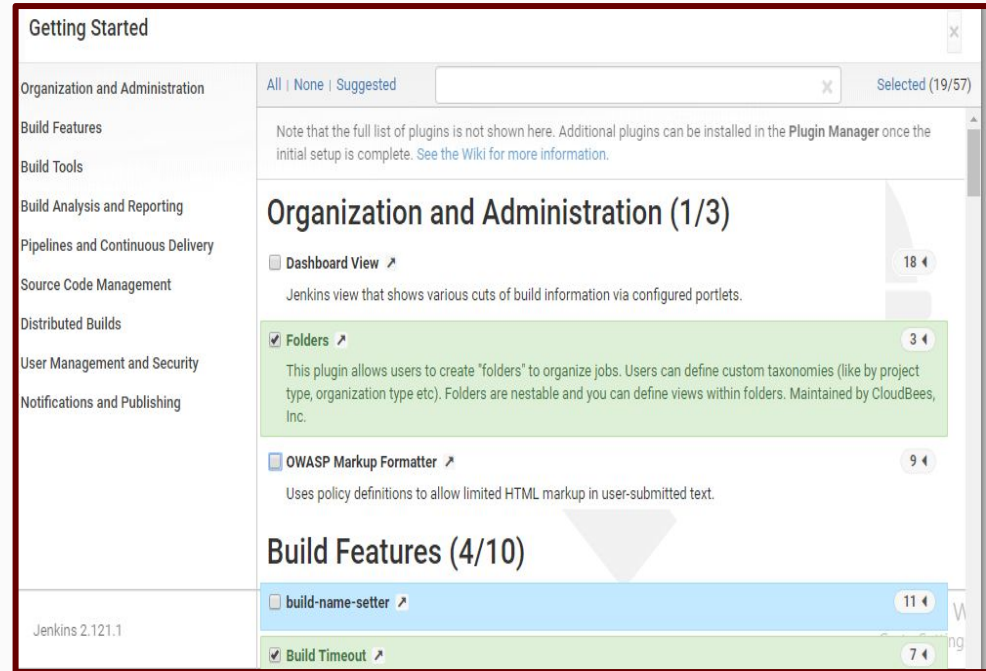 Getting Started
x
Organization and Administration
Build Features
Build Tools
Build Analysis and Reporting
Pipelines and Continuous Delivery
Source Code Management
Distributed Builds
User Management and Security
Notifications and Publishing
Jenkins 2.121.1
All | None | Suggested
x
Selected (19/57)
Note that the full list of plugins is not shown here. Additional plugins can be installed in the Plugin Manager once the
initial setup is complete. See the Wiki for more information.
Organization and Administration (1/3)
Dashboard View
18
Jenkins view that shows various cuts of build information via configured portlets.
Folders
3
This plugin allows users to create "folders" to organize jobs. Users can define custom taxonomies (like by project
type, organization type etc). Folders are nestable and you can define views within folders. Maintained by CloudBees,
Inc.
OWASP Markup Formatter
9
Uses policy definitions to allow limited HTML markup in user-submitted text.
Build Features (4/10)
build-name-setter
11
Build Timeout
7